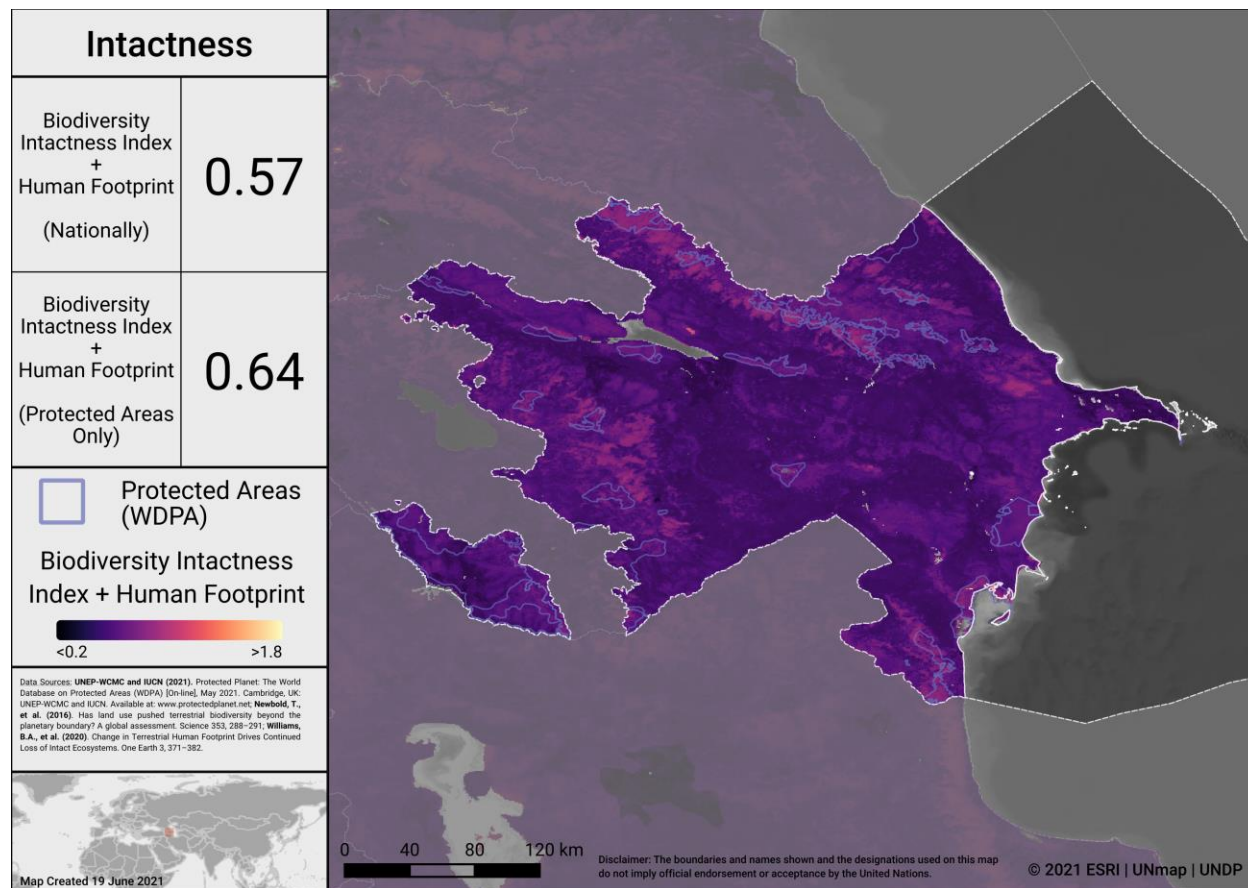 Intactness
Biodiversity
Intactness Index
+
Human Footprint
(Nationally)
0.57
Biodiversity
Intactness Index
+
Human Footprint
(Protected Areas
Only)
0.64
Protected Areas
(WDPA)
Biodiversity Intactness
Index + Human Footprint
<0.2
>1.8
Data Sources: UNEP-WCMC and IUCN (2021). Protected Planet: The World
Database on Protected Areas (WDPA) [On-line], May 2021. Cambridge, UK:
UNEP-WCMC and IUCN. Available at: www.protectedplanet.net; Newbold, T.,
et al. (2016). Has land use pushed terrestrial biodiversity beyond the
planetary boundary? A global assessment. Science 353, 288–291; Williams,
B.A., et al. (2020). Change in Terrestrial Human Footprint Drives Continued
Loss of Intact Ecosystems. One Earth 3, 371–382.
Map Created 19 June 2021
0 40 80 120 km
Disclaimer: The boundaries and names shown and the designations used on this map
do not imply official endorsement or acceptance by the United Nations.
© 2021 ESRI | UNmap | UNDP